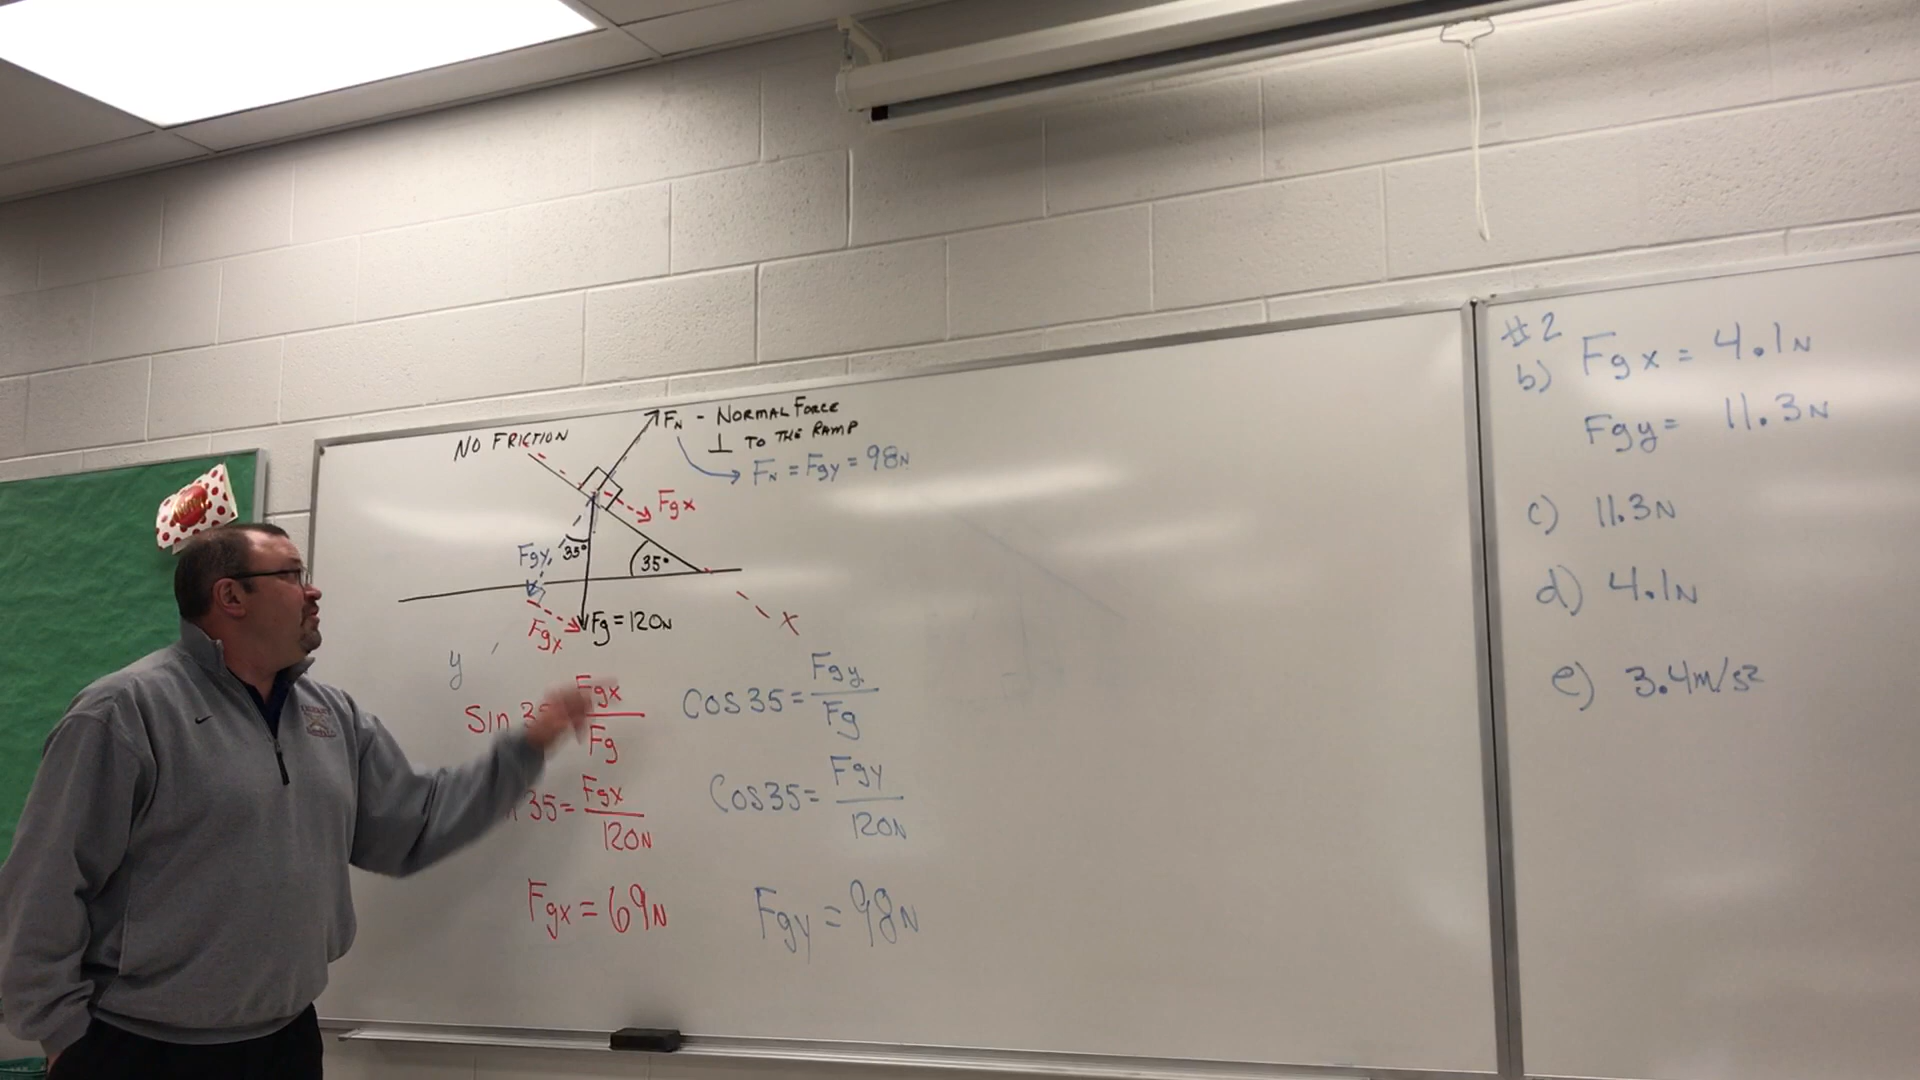 NO FRICTION
FN - NORMAL FORCE
⊥ TO THE RAMP
FN = Fgy = 98N
Fgx
Fgy
35°
35°
Fgx
Fg = 120N
x
y
Sin 35 Fgx
Fg
Cos 35 = Fgy
Fg
35 = Fgx
120N
Cos 35 = Fgy
120N
Fgx = 69N
Fgy = 98N
#2
b) Fgx = 4.1N
Fgy = 11.3N
c) 11.3N
d) 4.1N
e) 3.4m/s²